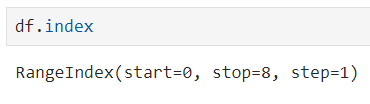 df.index
RangeIndex(start=0, stop=8, step=1)